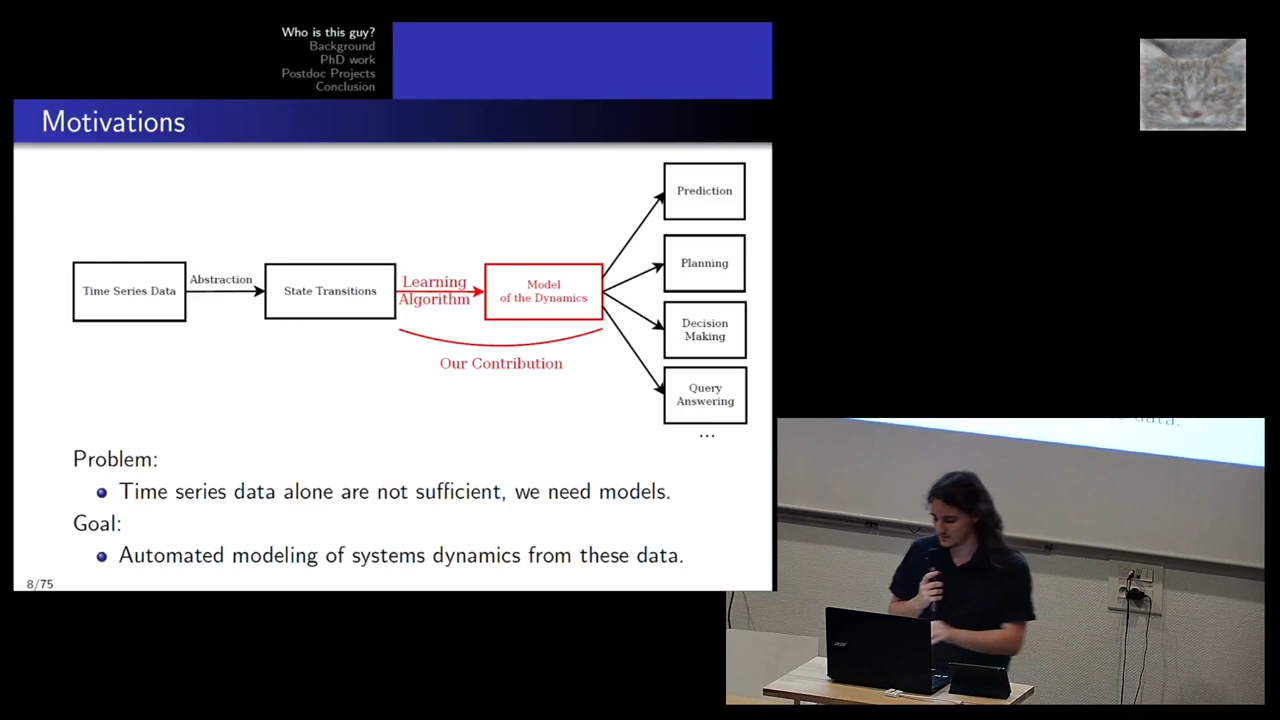 Who is this guy?
Background
PhD work
Postdoc Projects
Conclusion
Motivations
Time Series Data
Abstraction
State Transitions
Learning
Algorithm
Model
of the Dynamics
Our Contribution
Prediction
Planning
Decision
Making
Query
Answering
...
Problem:
Time series data alone are not sufficient, we need models.
Goal:
Automated modeling of systems dynamics from these data.
8/75
data.
acer